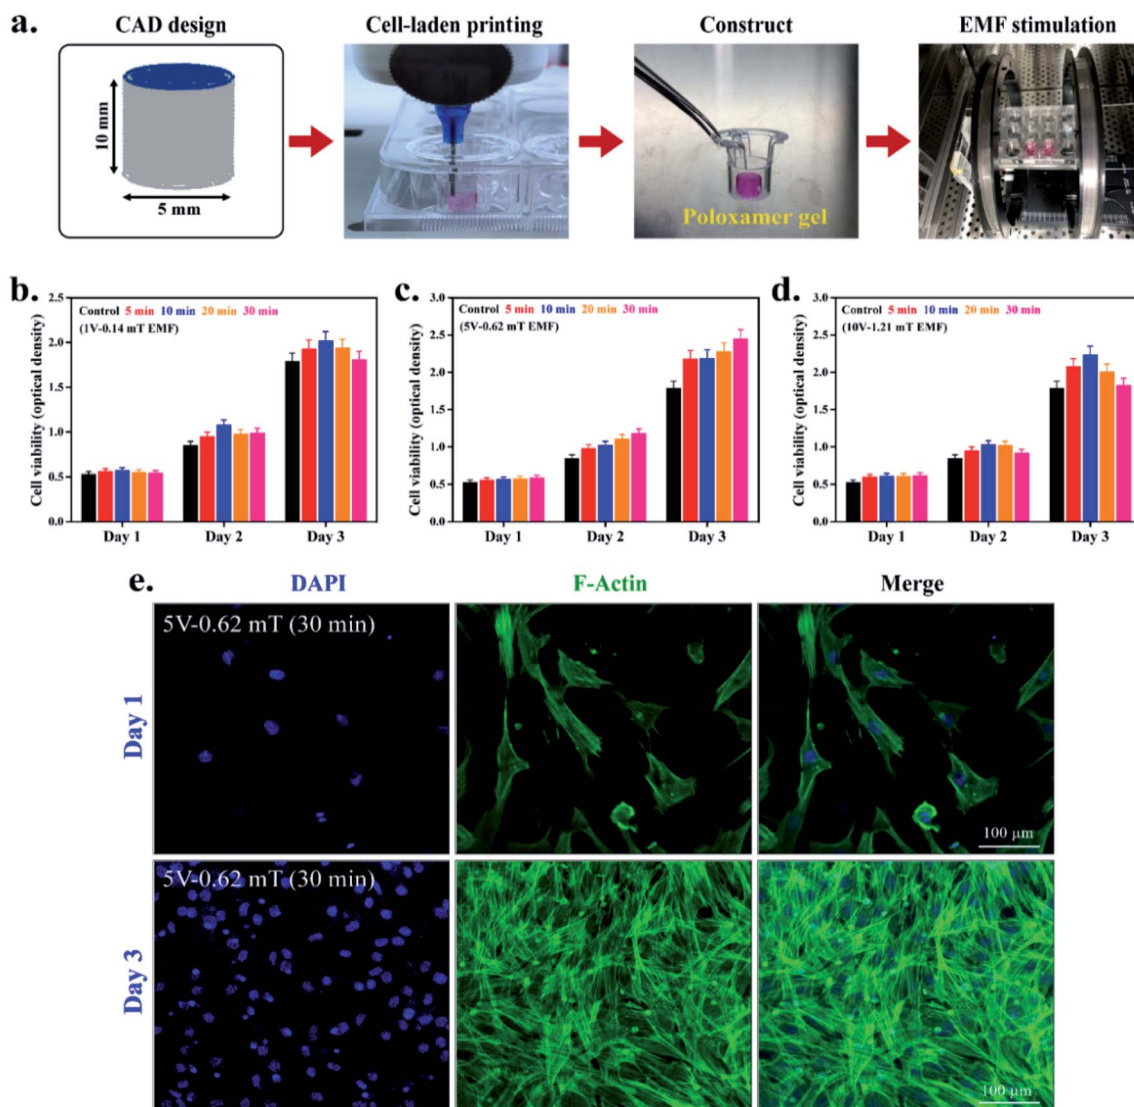 a.
CAD design
Cell-laden printing
Construct
EMF stimulation
10 mm
5 mm
Poloxamer gel
b.
Cell viability (optical density)
2.5
2.0
1.5
1.0
0.5
0.0
Control 5 min 10 min 20 min 30 min
(1V-0.14 mT EMF)
Day 1 Day 2 Day 3
c.
Cell viability (optical density)
3.0
2.5
2.0
1.5
1.0
0.5
0.0
Control 5 min 10 min 20 min 30 min
(5V-0.62 mT EMF)
Day 1 Day 2 Day 3
d.
Cell viability (optical density)
3.0
2.5
2.0
1.5
1.0
0.5
0.0
Control 5 min 10 min 20 min 30 min
(10V-1.21 mT EMF)
Day 1 Day 2 Day 3
e.
DAPI
F-Actin
Merge
Day 1
5V-0.62 mT (30 min)
100 μm
Day 3
5V-0.62 mT (30 min)
100 μm